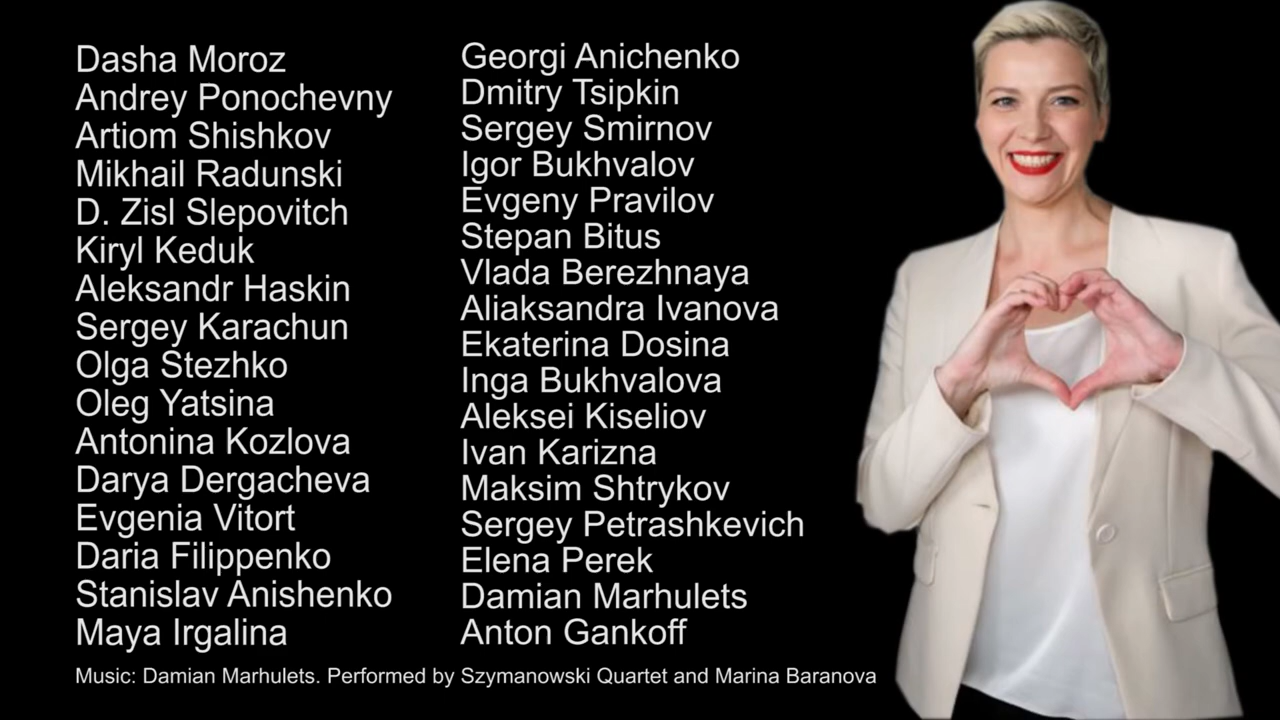 Dasha Moroz
Andrey Ponochevny
Artiom Shishkov
Mikhail Radunski
D. Zisl Slepovitch
Kiryl Keduk
Aleksandr Haskin
Sergey Karachun
Olga Stezhko
Oleg Yatsina
Antonina Kozlova
Darya Dergacheva
Evgenia Vitort
Daria Filippenko
Stanislav Anishenko
Maya Irgalina
Georgi Anichenko
Dmitry Tsipkin
Sergey Smirnov
Igor Bukhvalov
Evgeny Pravilov
Stepan Bitus
Vlada Berezhnaya
Aliaksandra Ivanova
Ekaterina Dosina
Inga Bukhvalova
Aleksei Kiseliov
Ivan Karizna
Maksim Shtrykov
Sergey Petrashkevich
Elena Perek
Damian Marhulets
Anton Gankoff
Music: Damian Marhulets. Performed by Szymanowski Quartet and Marina Baranova